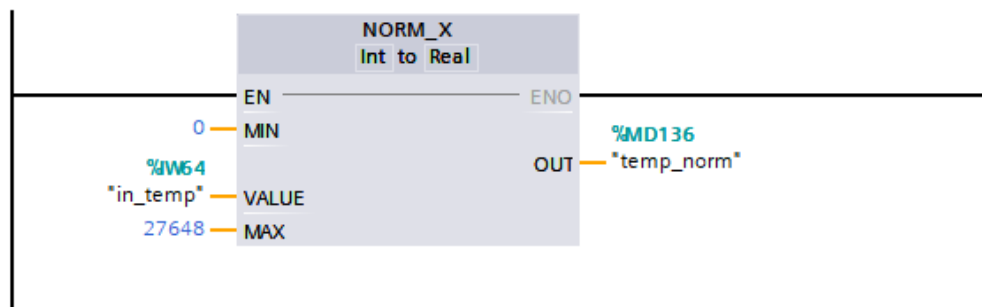 NORM_X
Int to Real
EN ENO
0 MIN
%MD136
%IW64 OUT "temp_norm"
"in_temp" VALUE
27648 MAX